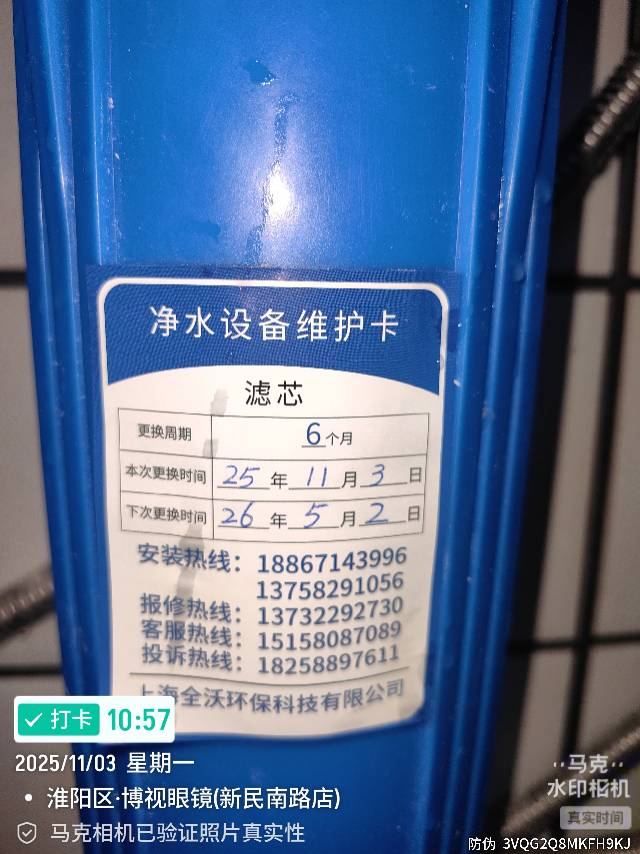 净水设备维护卡
滤芯
更换周期 6个月
本次更换时间 25年11月3日
下次更换时间 26年5月2日
安装热线：18867143996
13758291056
报修热线：13732292730
客服热线：15158087089
投诉热线：18258897611
上海全沃环保科技有限公司
打卡 10:57
2025/11/03 星期一
淮阳区·博视眼镜(新民南路店)
马克相机已验证照片真实性
马克
水印相机
真实时间
防伪 3VQG2Q8MKFH9KJ